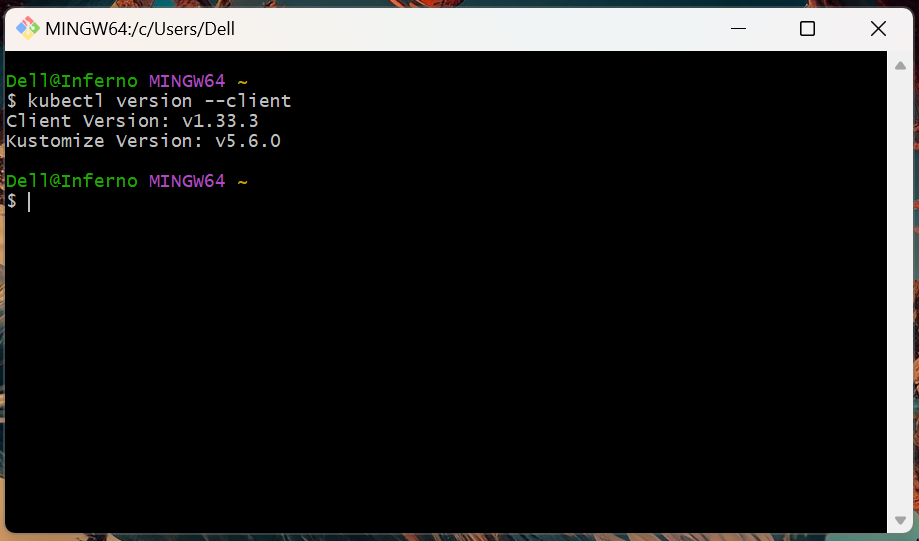 MINGW64:/c/Users/Dell
Dell@Inferno MINGW64 ~
$ kubectl version --client
Client Version: v1.33.3
Kustomize Version: v5.6.0
Dell@Inferno MINGW64 ~
$